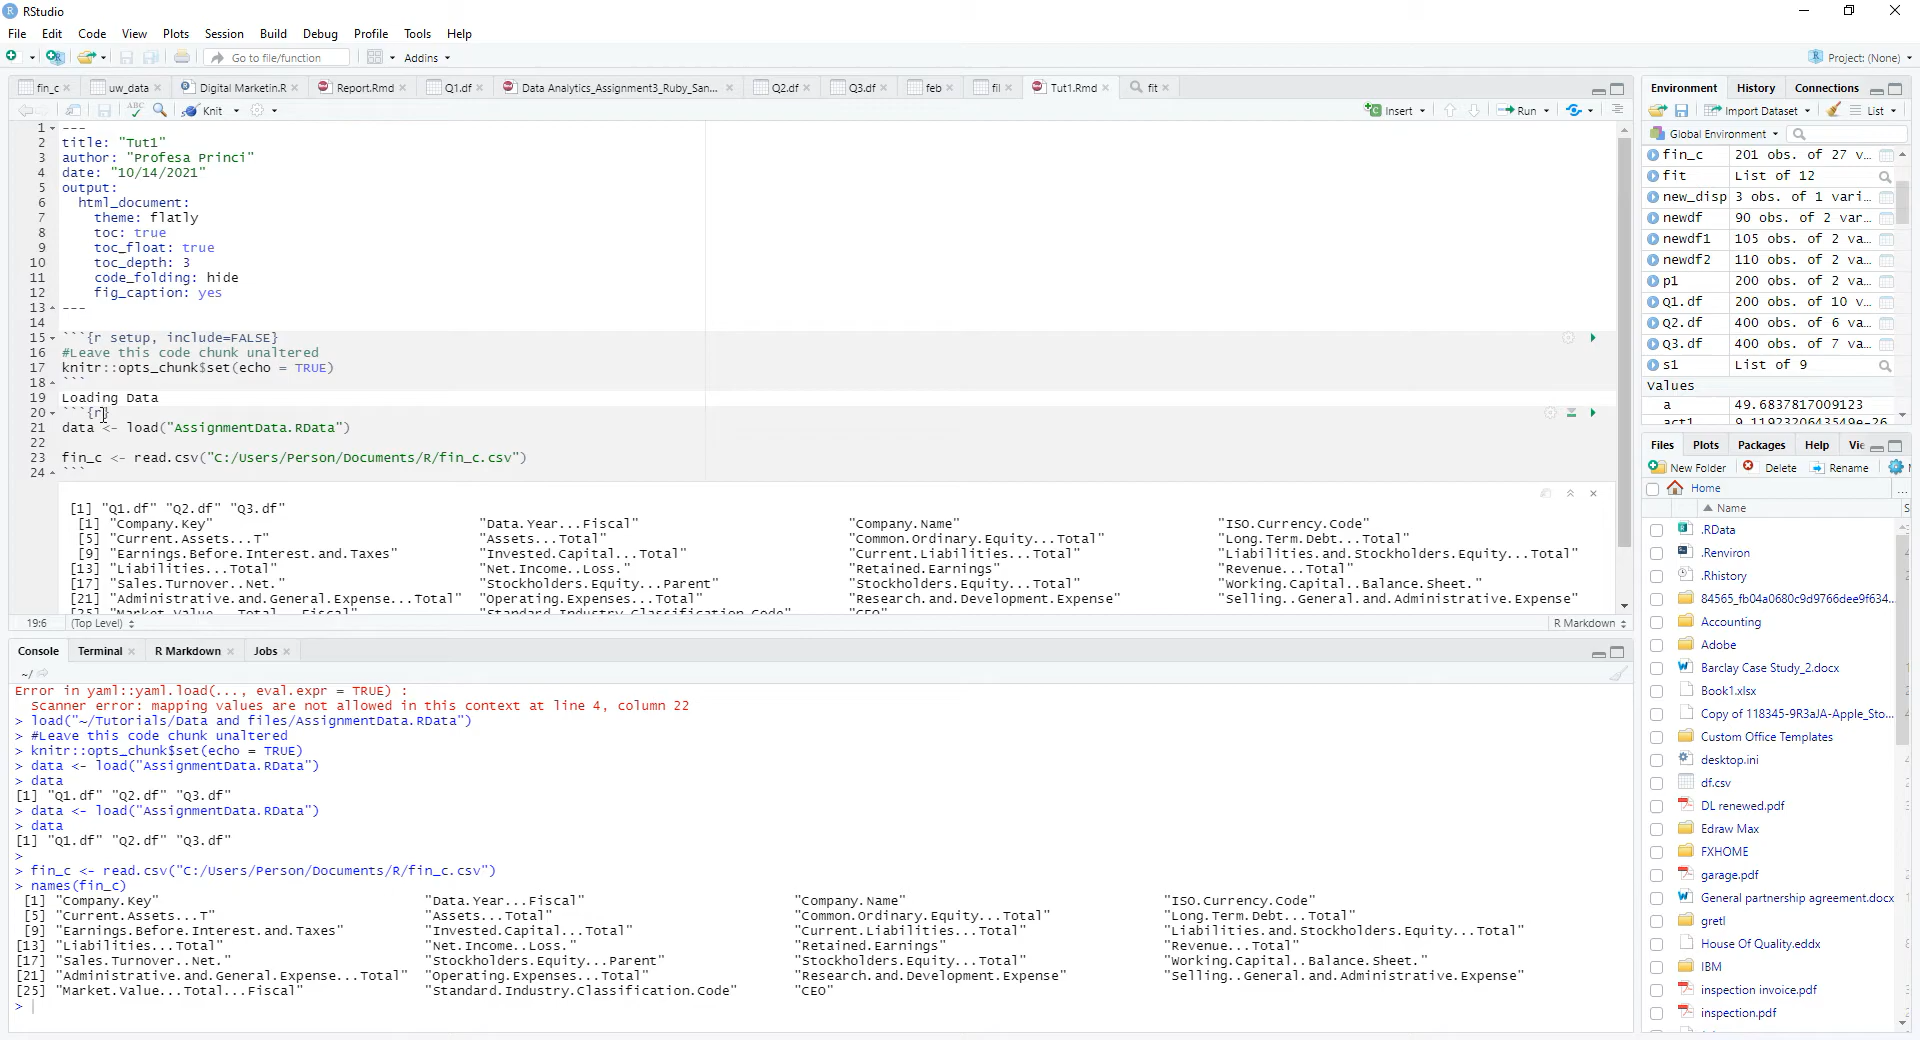 RStudio
File Edit Code View Plots Session Build Debug Profile Tools Help
Go to file/function Addins Project: (None)
fin_c uw_data Digital Marketin.R Report.Rmd Q1.df Data Analytics_Assignment3_Ruby_San... Q2.df Q3.df feb fil Tut1.Rmd fit
ABC Knit Insert Run
1 ---
2 title: "Tut1"
3 author: "Profesa Princi"
4 date: "10/14/2021"
5 output:
6 html_document:
7 theme: flatly
8 toc: true
9 toc_float: true
10 toc_depth: 3
11 code_folding: hide
12 fig_caption: yes
13 ---
14
15 ```{r setup, include=FALSE}
16 #Leave this code chunk unaltered
17 knitr::opts_chunk$set(echo = TRUE)
18 ```
19 Loading Data
20 ```{r}
21 data <- load("AssignmentData.RData")
22
23 fin_c <- read.csv("C:/Users/Person/Documents/R/fin_c.csv")
24 ```
[1] "Q1.df" "Q2.df" "Q3.df"
[1] "Company.Key" "Data.Year...Fiscal" "Company.Name" "ISO.Currency.Code"
[5] "Current.Assets...T" "Assets...Total" "Common.Ordinary.Equity...Total" "Long.Term.Debt...Total"
[9] "Earnings.Before.Interest.and.Taxes" "Invested.Capital...Total" "Current.Liabilities...Total" "Liabilities.and.Stockholders.Equity...Total"
[13] "Liabilities...Total" "Net.Income..Loss." "Retained.Earnings" "Revenue...Total"
[17] "Sales.Turnover..Net." "Stockholders.Equity...Parent" "Stockholders.Equity...Total" "Working.Capital..Balance.Sheet."
[21] "Administrative.and.General.Expense...Total" "Operating.Expenses...Total" "Research.and.Development.Expense" "Selling..General.and.Administrative.Expense"
[25] "Market.Value...Total...Fiscal" "Standard.Industry.Classification.Code" "CEO"
19:6 (Top Level) R Markdown
Console Terminal R Markdown Jobs
~/
Error in yaml::yaml.load(..., eval.expr = TRUE) :
Scanner error: mapping values are not allowed in this context at line 4, column 22
> load("~/Tutorials/Data and files/AssignmentData.RData")
> #Leave this code chunk unaltered
> knitr::opts_chunk$set(echo = TRUE)
> data <- load("AssignmentData.RData")
> data
[1] "Q1.df" "Q2.df" "Q3.df"
> data <- load("AssignmentData.RData")
> data
[1] "Q1.df" "Q2.df" "Q3.df"
>
> fin_c <- read.csv("C:/Users/Person/Documents/R/fin_c.csv")
> names(fin_c)
[1] "Company.Key" "Data.Year...Fiscal" "Company.Name" "ISO.Currency.Code"
[5] "Current.Assets...T" "Assets...Total" "Common.Ordinary.Equity...Total" "Long.Term.Debt...Total"
[9] "Earnings.Before.Interest.and.Taxes" "Invested.Capital...Total" "Current.Liabilities...Total" "Liabilities.and.Stockholders.Equity...Total"
[13] "Liabilities...Total" "Net.Income..Loss." "Retained.Earnings" "Revenue...Total"
[17] "Sales.Turnover..Net." "Stockholders.Equity...Parent" "Stockholders.Equity...Total" "Working.Capital..Balance.Sheet."
[21] "Administrative.and.General.Expense...Total" "Operating.Expenses...Total" "Research.and.Development.Expense" "Selling..General.and.Administrative.Expense"
[25] "Market.Value...Total...Fiscal" "Standard.Industry.Classification.Code" "CEO"
>
Environment History Connections
Import Dataset List
Global Environment
fin_c 201 obs. of 27 v...
fit List of 12
new_disp 3 obs. of 1 vari...
newdf 90 obs. of 2 var...
newdf1 105 obs. of 2 va...
newdf2 110 obs. of 2 va...
p1 200 obs. of 2 va...
Q1.df 200 obs. of 10 v...
Q2.df 400 obs. of 6 va...
Q3.df 400 obs. of 7 va...
s1 List of 9
Values
a 49.6837817009123
act1 9.1192320643549e-26
Files Plots Packages Help Vie
New Folder Delete Rename
Home ...
Name S
.RData
.Renviron
.Rhistory
84565_fb04a0680c9d9766dee9f634...
Accounting
Adobe
Barclay Case Study_2.docx
Book1.xlsx
Copy of 118345-9R3aJA-Apple_Sto...
Custom Office Templates
desktop.ini
df.csv
DL renewed.pdf
Edraw Max
FXHOME
garage.pdf
General partnership agreement.docx
gretl
House Of Quality.eddx
IBM
inspection invoice.pdf
inspection.pdf